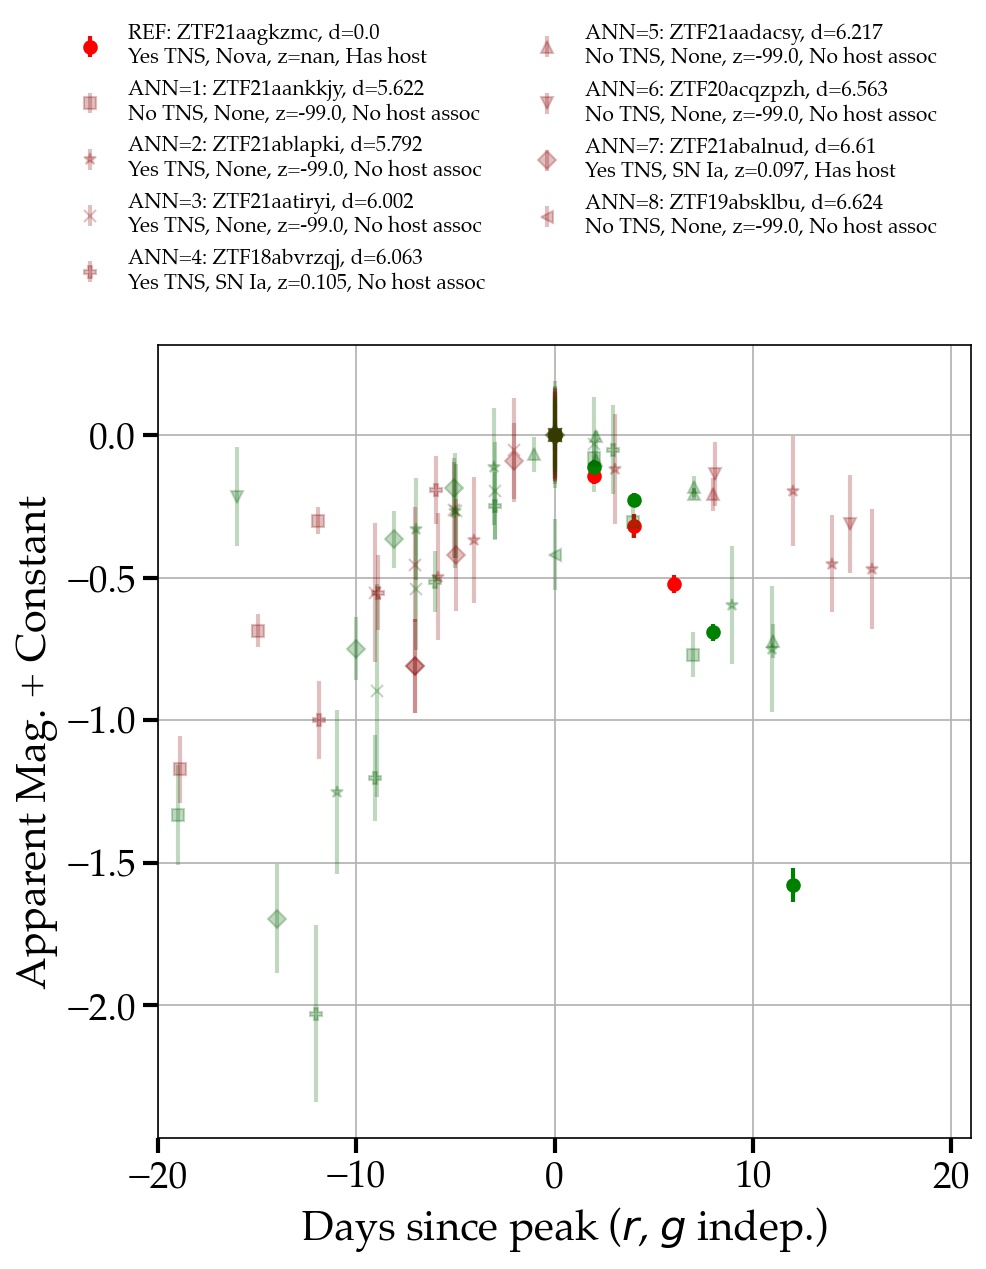 REF: ZTF21aagkzmc, d=0.0
Yes TNS, Nova, z=nan, Has host
ANN=1: ZTF21aankkjy, d=5.622
No TNS, None, z=-99.0, No host assoc
ANN=2: ZTF21ablapki, d=5.792
Yes TNS, None, z=-99.0, No host assoc
ANN=3: ZTF21aatiryi, d=6.002
Yes TNS, None, z=-99.0, No host assoc
ANN=4: ZTF18abvrzqj, d=6.063
Yes TNS, SN Ia, z=0.105, No host assoc
ANN=5: ZTF21aadacsy, d=6.217
No TNS, None, z=-99.0, No host assoc
ANN=6: ZTF20acqzpzh, d=6.563
No TNS, None, z=-99.0, No host assoc
ANN=7: ZTF21abalnud, d=6.61
Yes TNS, SN Ia, z=0.097, Has host
ANN=8: ZTF19absklbu, d=6.624
No TNS, None, z=-99.0, No host assoc
Apparent Mag. + Constant
0.0
−0.5
−1.0
−1.5
−2.0
−20
−10
0
10
20
Days since peak (r, g indep.)